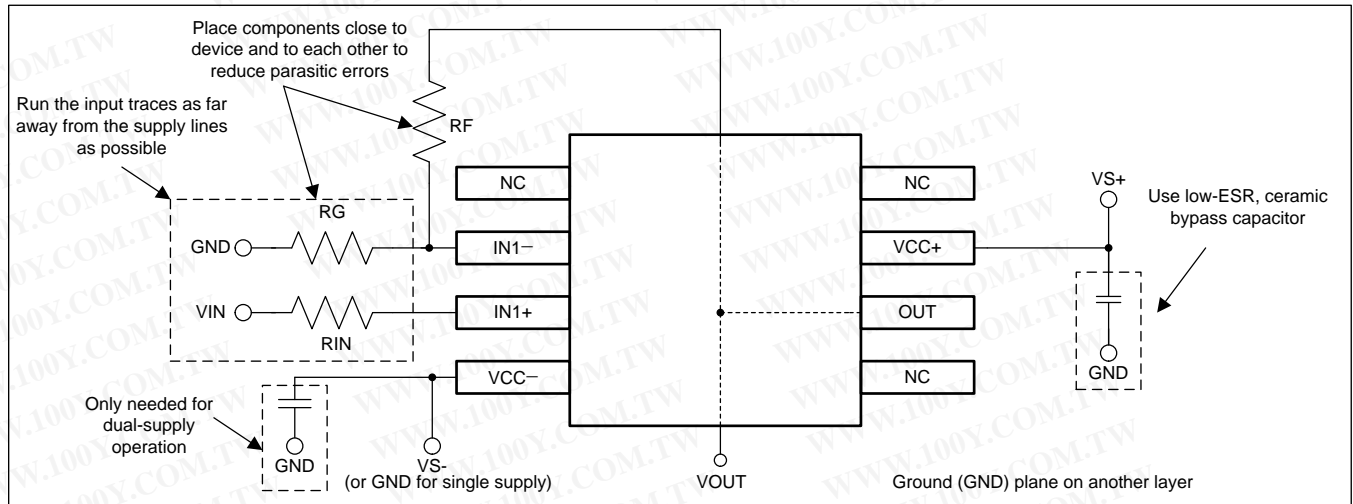 Place components close to
device and to each other to
reduce parasitic errors
Run the input traces as far
away from the supply lines
as possible
RF
NC
NC
VS+
Use low-ESR, ceramic
bypass capacitor
RG
GND
IN1−
VCC+
VIN
IN1+
OUT
RIN
VCC−
NC
GND
Only needed for
dual-supply
operation
GND
VS-
(or GND for single supply)
VOUT
Ground (GND) plane on another layer
WWW.100Y.COM.TW